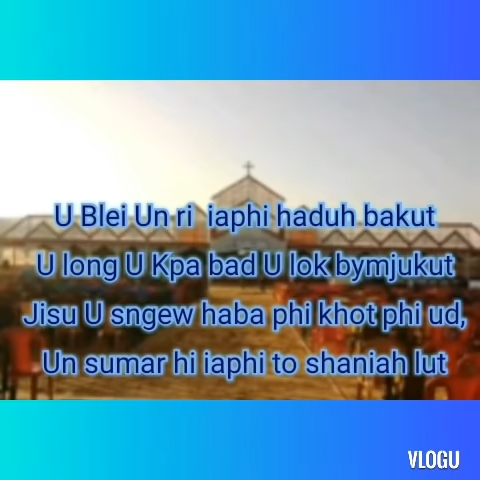 U Blei Un ri iaphi haduh bakut
U long U Kpa bad U lok bymjukut
Jisu U sngew haba phi khot phi ud,
Un sumar hi iaphi to shaniah lut
VLOGU